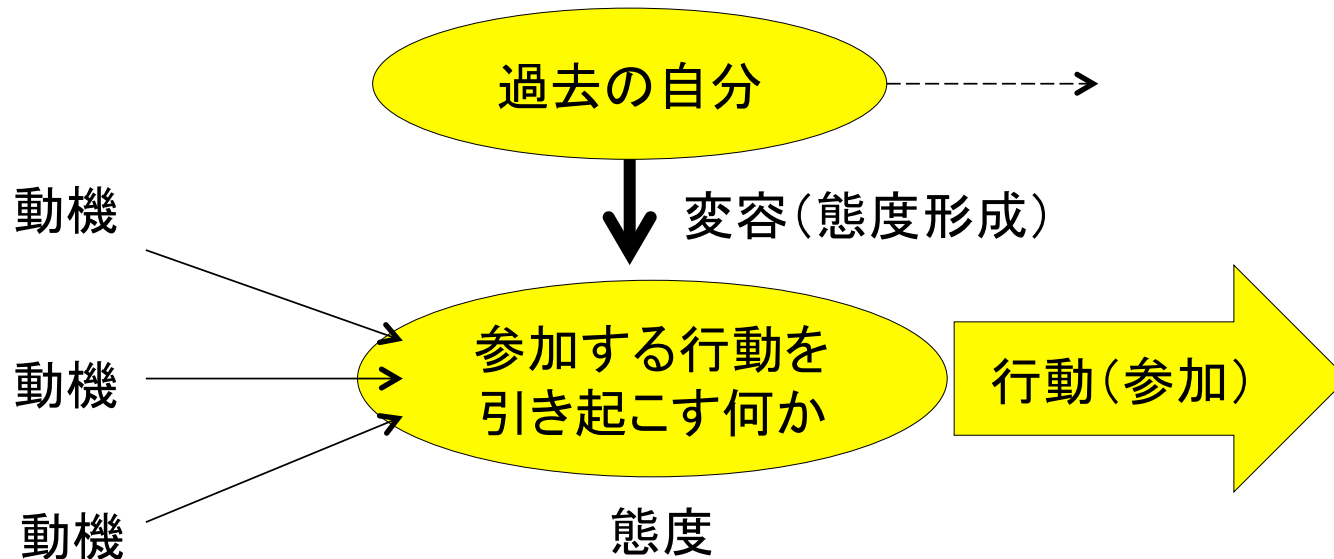 過去の自分
動機
変容(態度形成)
参加する行動を
引き起こす何か
動機
行動(参加)
動機
態度